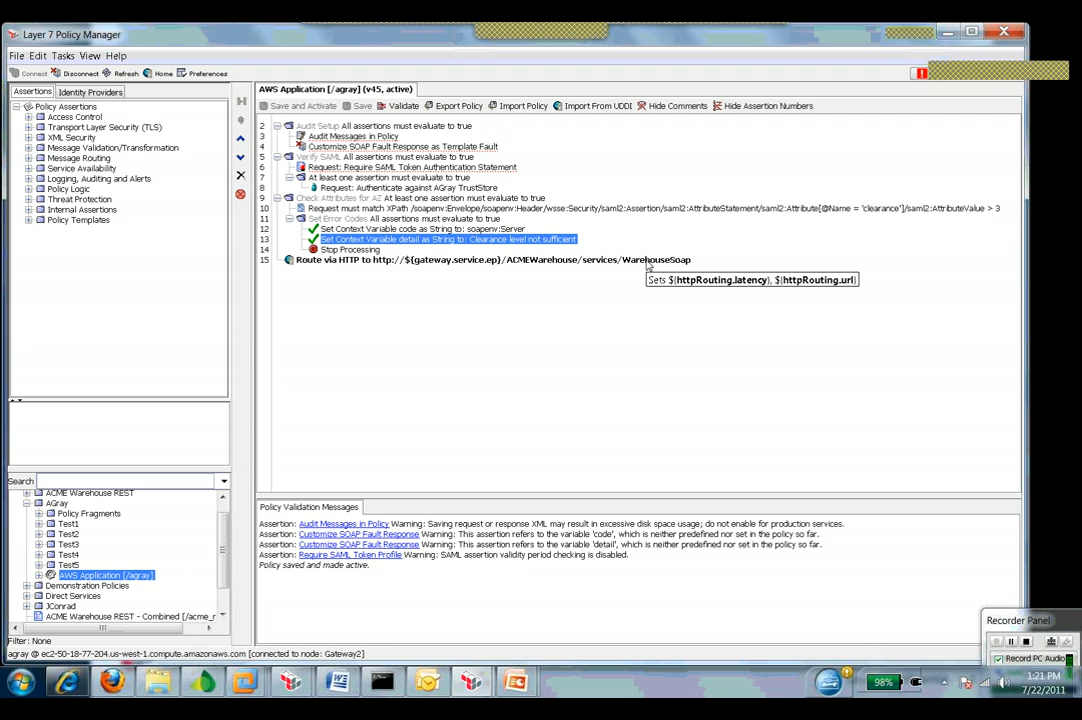 Layer 7 Policy Manager
File Edit Tasks View Help
Connect Disconnect Refresh Home Preferences
Assertions Identity Providers
Policy Assertions
Access Control
Transport Layer Security (TLS)
XML Security
Message Validation/Transformation
Message Routing
Service Availability
Logging, Auditing and Alerts
Policy Logic
Threat Protection
Internal Assertions
Policy Templates
AWS Application [/agray] (v45, active)
Save and Activate Save Validate Export Policy Import Policy Import From UDDI Hide Comments Hide Assertion Numbers
2 Audit Setup All assertions must evaluate to true
3 Audit Messages in Policy
4 Customize SOAP Fault Response as Template Fault
5 Verify SAML All assertions must evaluate to true
6 Request: Require SAML Token Authentication Statement
7 At least one assertion must evaluate to true
8 Request: Authenticate against AGray TrustStore
9 Check Attributes for AZ At least one assertion must evaluate to true
10 Request must match XPath /soapenv:Envelope/soapenv:Header/wsse:Security/saml2:Assertion/saml2:AttributeStatement/saml2:Attribute[@Name = 'clearance']/saml2:AttributeValue > 3
11 Set Error Codes All assertions must evaluate to true
12 Set Context Variable code as String to: soapenv:Server
13 Set Context Variable detail as String to: Clearance level not sufficient
14 Stop Processing
15 Route via HTTP to http://${gateway.service.ep}/ACMEWarehouse/services/WarehouseSoap
Sets ${httpRouting.latency}, ${httpRouting.url}
Search
ACME Warehouse REST
AGray
Policy Fragments
Test1
Test2
Test3
Test4
Test5
AWS Application [/agray]
Demonstration Policies
Direct Services
JConrad
ACME Warehouse REST - Combined [/acme_r
Filter: None
Policy Validation Messages
Assertion: Audit Messages in Policy Warning: Saving request or response XML may result in excessive disk space usage; do not enable for production services.
Assertion: Customize SOAP Fault Response Warning: This assertion refers to the variable 'code', which is neither predefined nor set in the policy so far.
Assertion: Customize SOAP Fault Response Warning: This assertion refers to the variable 'detail', which is neither predefined nor set in the policy so far.
Assertion: Require SAML Token Profile Warning: SAML assertion validity period checking is disabled.
Policy saved and made active.
agray @ ec2-50-18-77-204.us-west-1.compute.amazonaws.com [connected to node: Gateway2]
Recorder Panel
Record PC Audio
98%
1:21 PM
7/22/2011